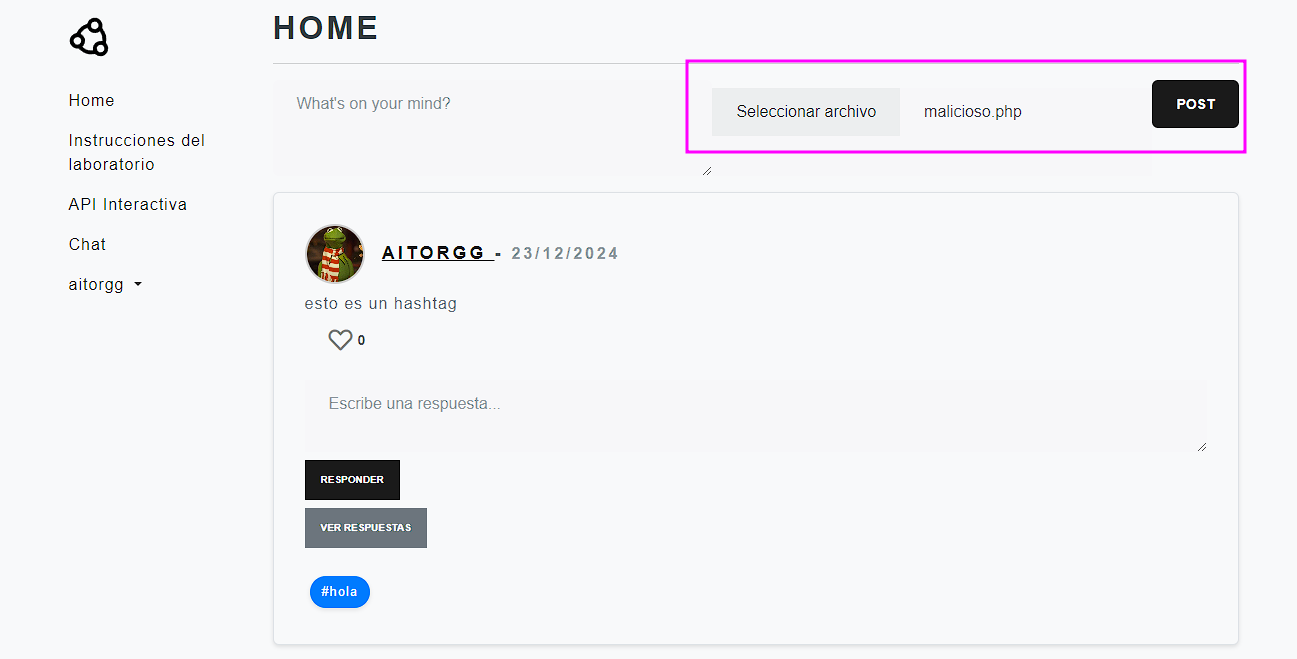 HOME
Home
Instrucciones del
laboratorio
API Interactiva
Chat
aitorgg
What's on your mind?
Seleccionar archivo malicioso.php
POST
AITORGG - 23/12/2024
esto es un hashtag
0
Escribe una respuesta...
RESPONDER
VER RESPUESTAS
#hola